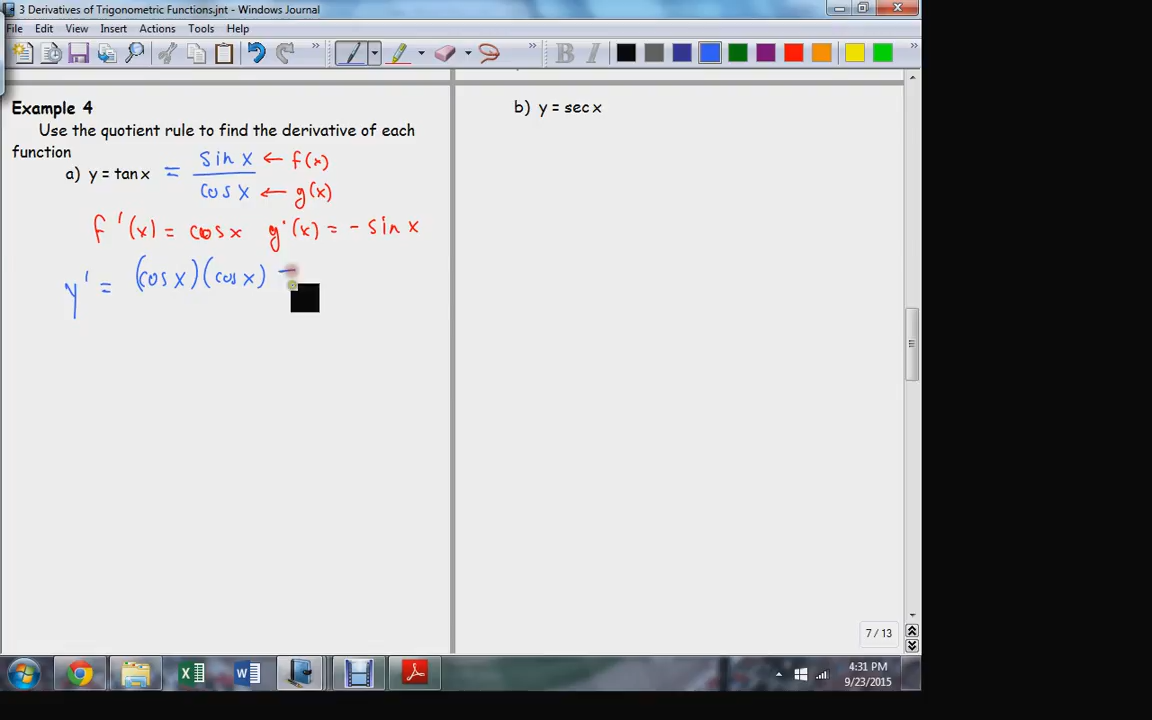 3 Derivatives of Trigonometric Functions.jnt - Windows Journal
File Edit View Insert Actions Tools Help
» » B I »
Example 4
Use the quotient rule to find the derivative of each
function
a) y = tan x = sin x / cos x
← f(x)
← g(x)
f'(x) = cos x g'(x) = - sin x
y' = (cos x)(cos x) -
b) y = sec x
7 / 13
4:31 PM
9/23/2015